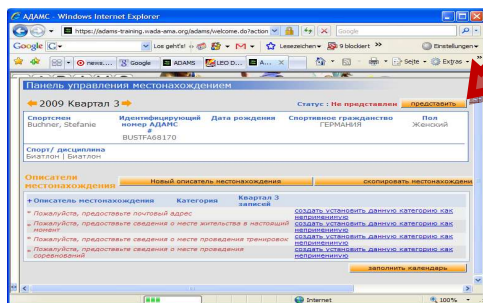 АДАМС - Windows Internet Explorer
https://adams-training.wada-ama.org/adams/welcome.do?action
Google
Google G Los geht's! M Lesezeichen 9 blockiert Einstellungen
news.... Google ADAMS LEO D... A... Seite Extras
Панель управления местонахождением
2009 Квартал 3 Статус : Не представлен представить
Спортсмен Идентифицирующий номер АДАМС # Дата рождения Спортивное гражданство Пол
Buchner, Stefanie BUSTFA68170 ГЕРМАНИЯ Женский
Спорт/ дисциплина
Биатлон | Биатлон
Описатели местонахождения Новый описатель местонахождения скопировать местонахождени
+ Описатель местонахождения Категория Квартал 3 записей
* Пожалуйста, предоставьте почтовый адрес создать установить данную категорию как неприменимую
* Пожалуйста, предоставьте сведения о месте жительства в настоящий момент создать установить данную категорию как неприменимую
* Пожалуйста, предоставьте сведения о месте проведения тренировок создать установить данную категорию как неприменимую
* Пожалуйста, предоставьте сведения о месте проведения соревнований создать установить данную категорию как неприменимую
заполнить календарь
Internet 100%